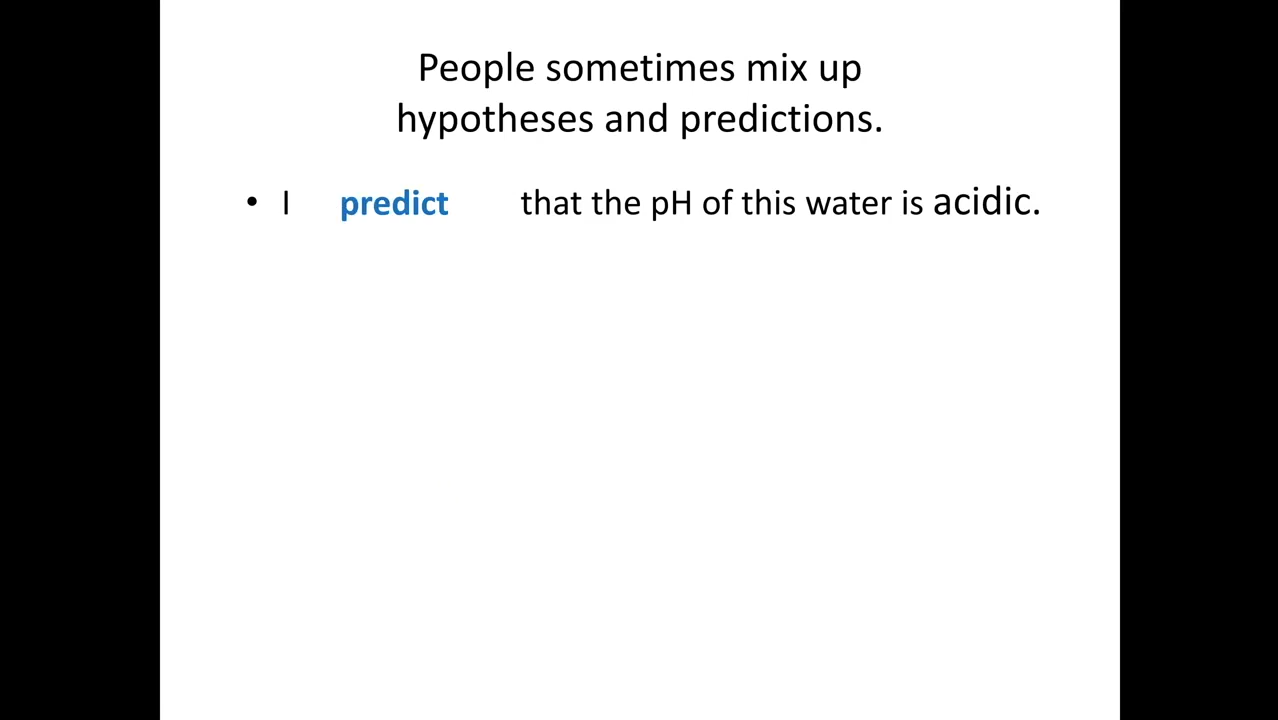 People sometimes mix up
hypotheses and predictions.
• I predict that the pH of this water is acidic.